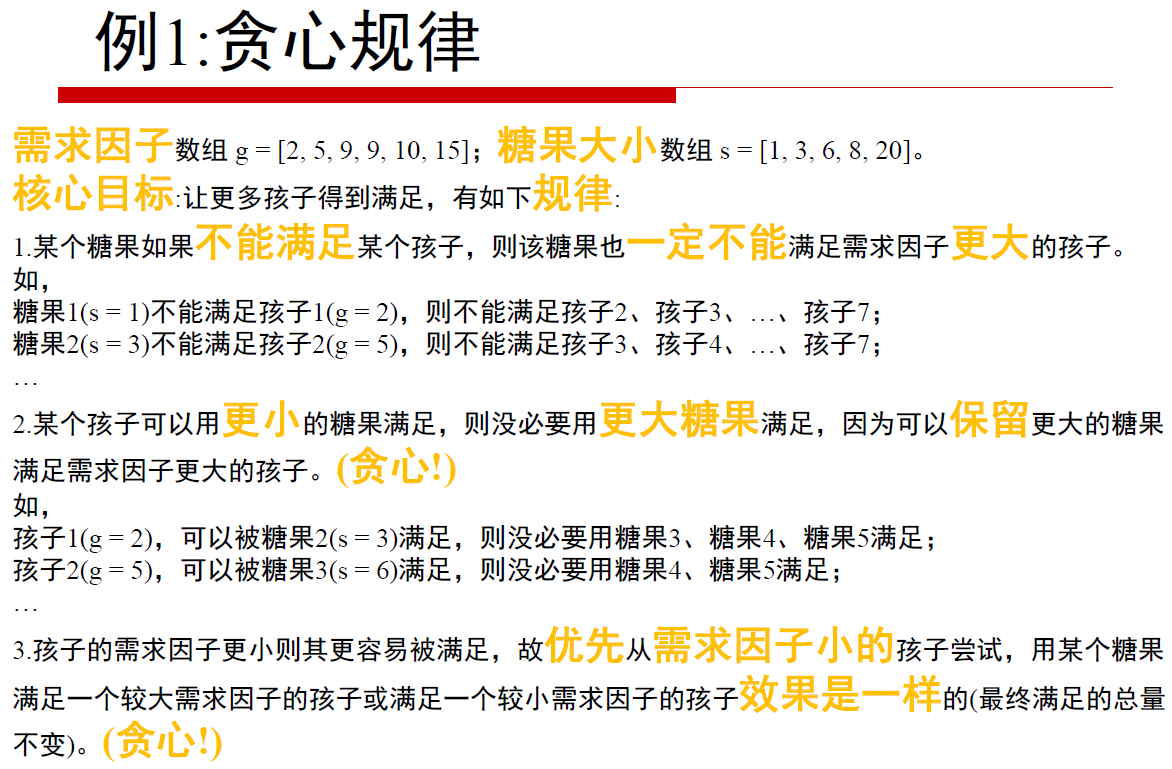 例1:贪心规律
需求因子数组 g = [2, 5, 9, 9, 10, 15]；糖果大小数组 s = [1, 3, 6, 8, 20]。
核心目标:让更多孩子得到满足，有如下规律:
1.某个糖果如果不能满足某个孩子，则该糖果也一定不能满足需求因子更大的孩子。
如，
糖果1(s = 1)不能满足孩子1(g = 2)，则不能满足孩子2、孩子3、…、孩子7；
糖果2(s = 3)不能满足孩子2(g = 5)，则不能满足孩子3、孩子4、…、孩子7；
…
2.某个孩子可以用更小的糖果满足，则没必要用更大糖果满足，因为可以保留更大的糖果
满足需求因子更大的孩子。(贪心!)
如，
孩子1(g = 2)，可以被糖果2(s = 3)满足，则没必要用糖果3、糖果4、糖果5满足；
孩子2(g = 5)，可以被糖果3(s = 6)满足，则没必要用糖果4、糖果5满足；
…
3.孩子的需求因子更小则其更容易被满足，故优先从需求因子小的孩子尝试，用某个糖果
满足一个较大需求因子的孩子或满足一个较小需求因子的孩子效果是一样的(最终满足的总量
不变)。(贪心!)